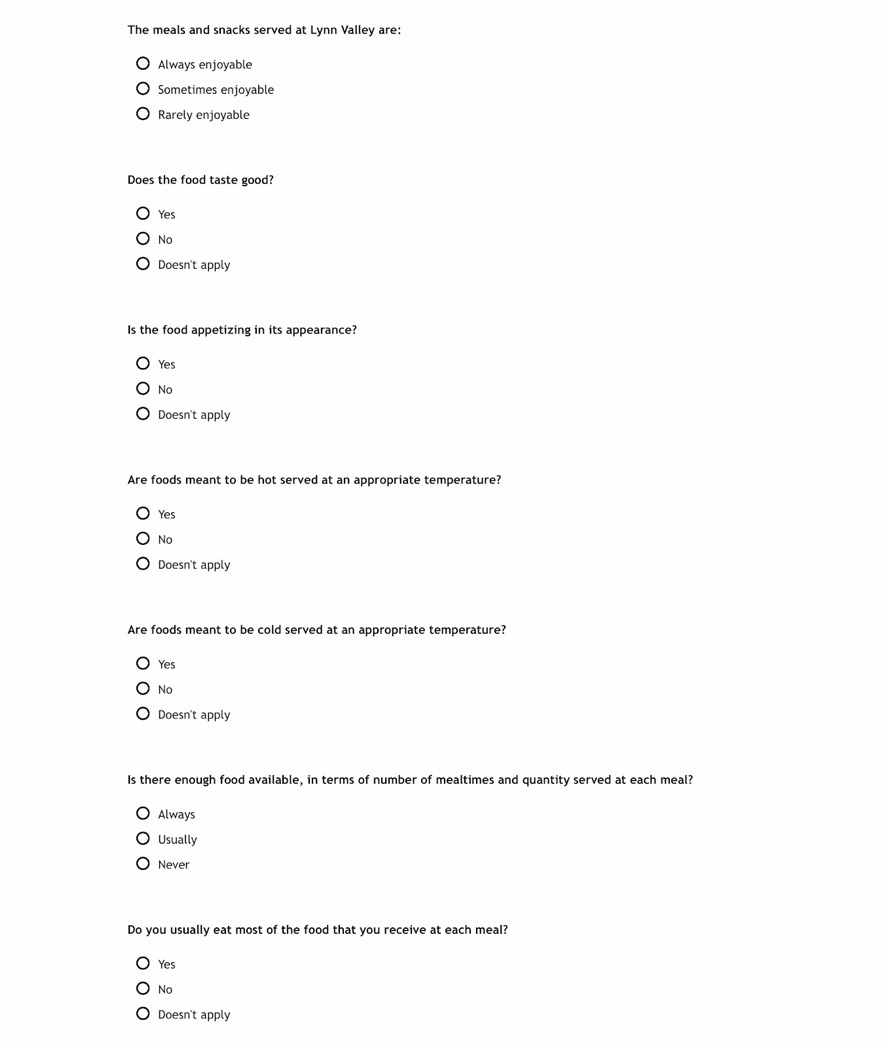 The meals and snacks served at Lynn Valley are:
Always enjoyable
Sometimes enjoyable
Rarely enjoyable
Does the food taste good?
Yes
No
Doesn't apply
Is the food appetizing in its appearance?
Yes
No
Doesn't apply
Are foods meant to be hot served at an appropriate temperature?
Yes
No
Doesn't apply
Are foods meant to be cold served at an appropriate temperature?
Yes
No
Doesn't apply
Is there enough food available, in terms of number of mealtimes and quantity served at each meal?
Always
Usually
Never
Do you usually eat most of the food that you receive at each meal?
Yes
No
Doesn't apply